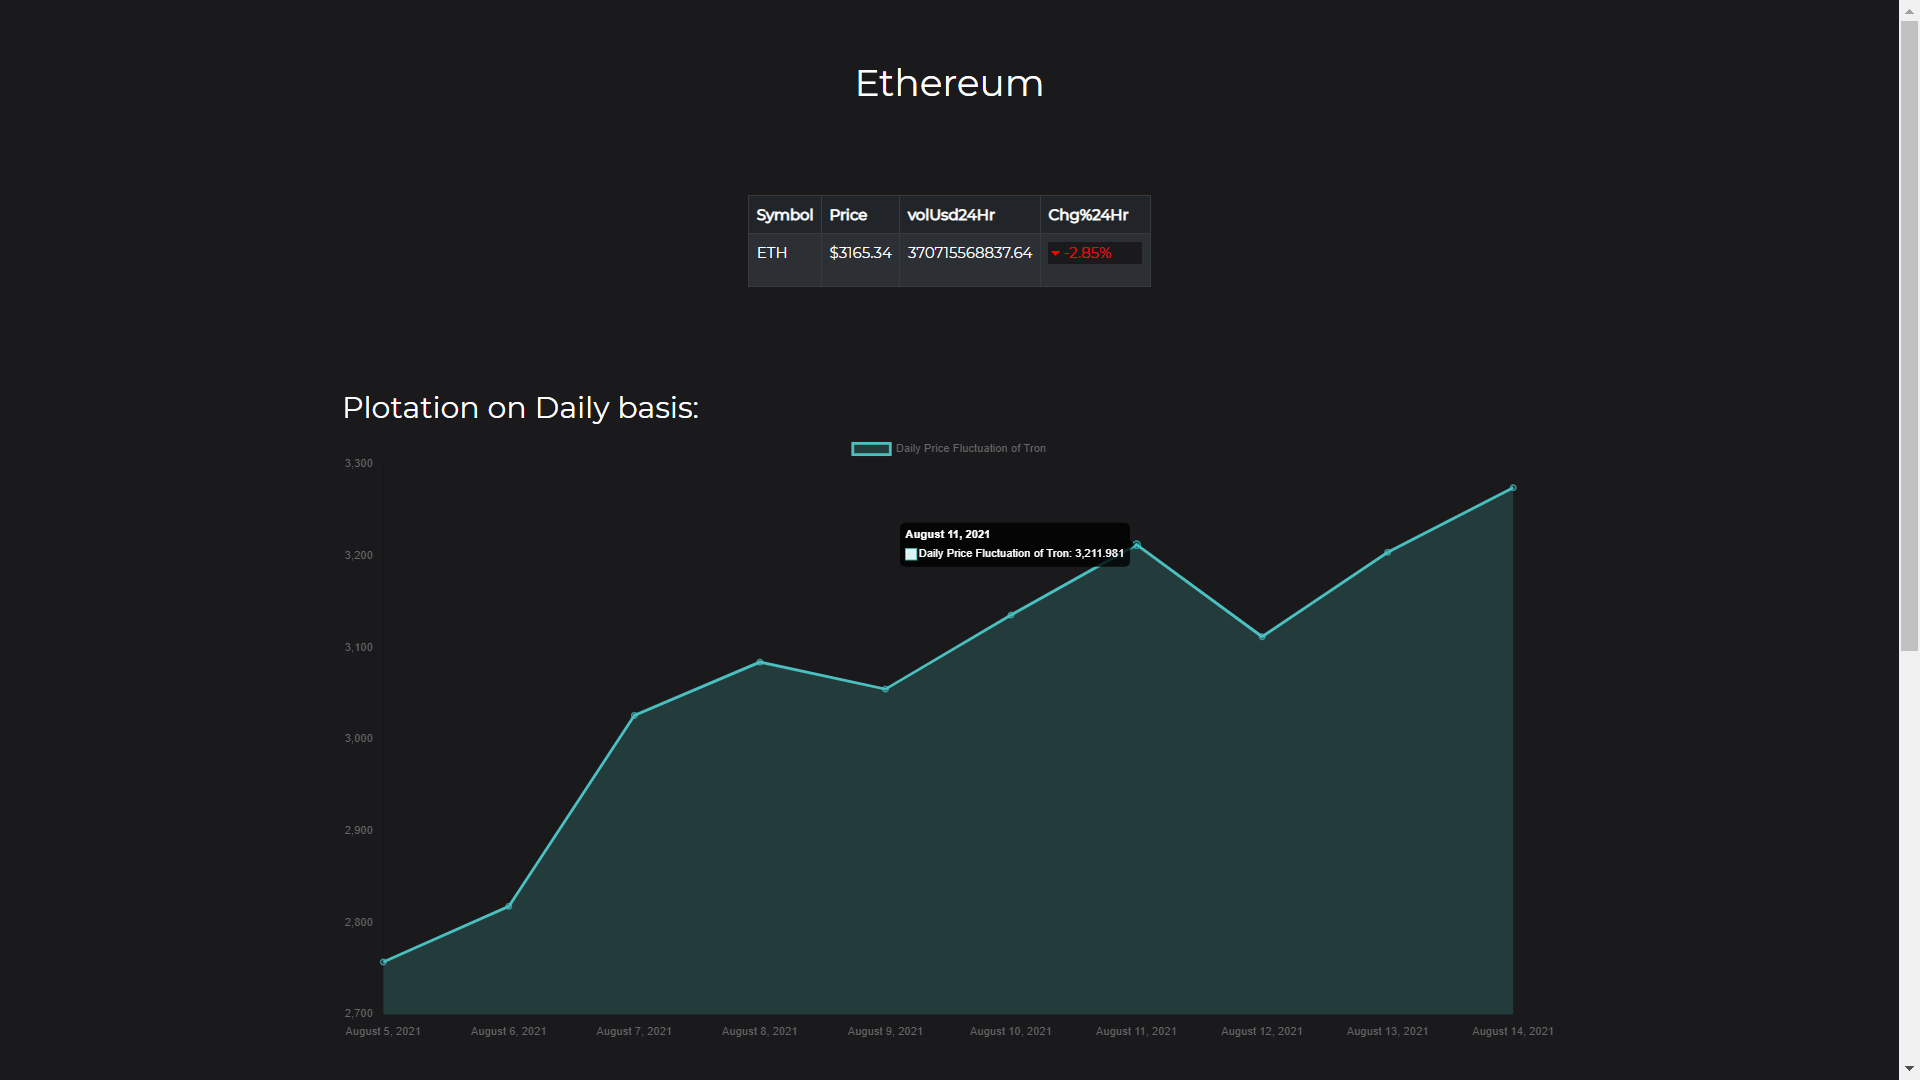 Ethereum
Symbol Price volUsd24Hr Chg%24Hr
ETH $3165.34 370715568837.64 -2.85%
Plotation on Daily basis:
Daily Price Fluctuation of Tron
3,300
August 11, 2021
Daily Price Fluctuation of Tron: 3,211.981
3,200
3,100
3,000
2,900
2,800
2,700
August 5, 2021 August 6, 2021 August 7, 2021 August 8, 2021 August 9, 2021 August 10, 2021 August 11, 2021 August 12, 2021 August 13, 2021 August 14, 2021